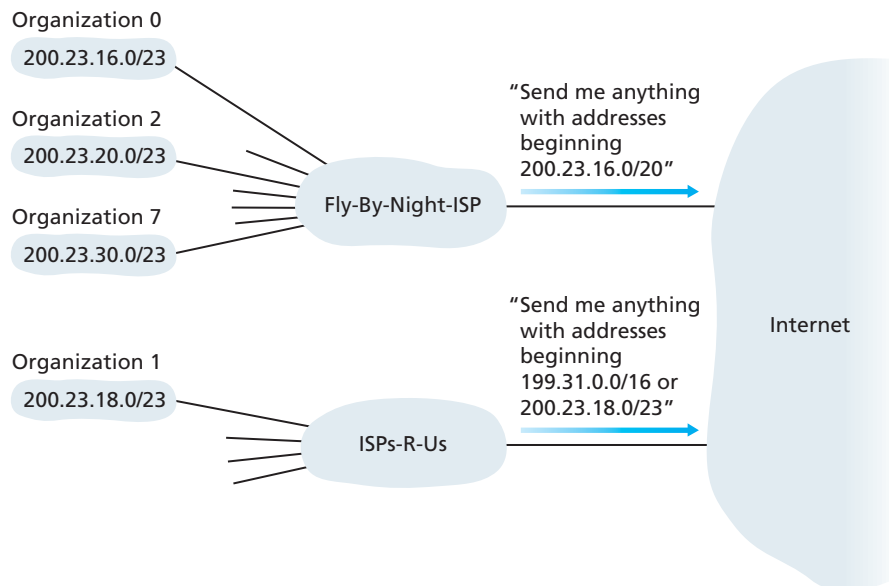 Organization 0
200.23.16.0/23
Organization 2
200.23.20.0/23
Organization 7
200.23.30.0/23
Organization 1
200.23.18.0/23
Fly-By-Night-ISP
ISPs-R-Us
“Send me anything
with addresses
beginning
200.23.16.0/20”
“Send me anything
with addresses
beginning
199.31.0.0/16 or
200.23.18.0/23”
Internet